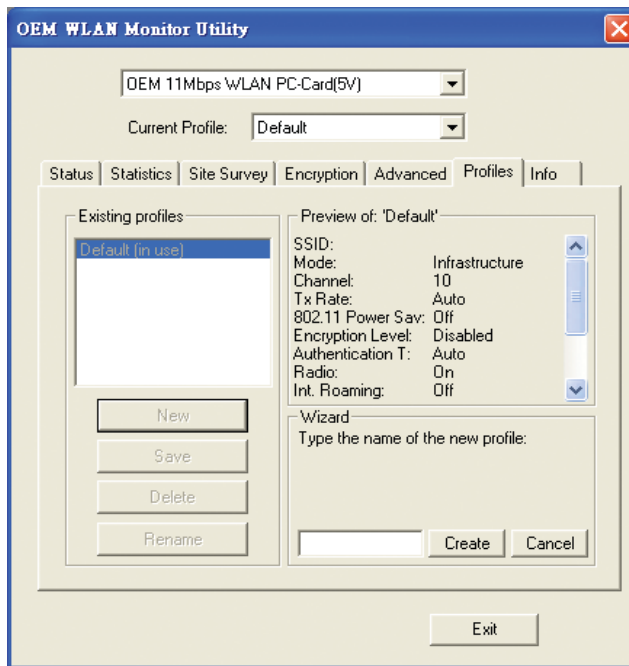 OEM WLAN Monitor Utility
OEM 11Mbps WLAN PC-Card(5V)
Current Profile: Default
Status Statistics Site Survey Encryption Advanced Profiles Info
Existing profiles
Default (in use)
New
Save
Delete
Rename
Preview of: 'Default'
SSID:
Mode: Infrastructure
Channel: 10
Tx Rate: Auto
802.11 Power Sav: Off
Encryption Level: Disabled
Authentication T: Auto
Radio: On
Int. Roaming: Off
Wizard
Type the name of the new profile:
Create Cancel
Exit